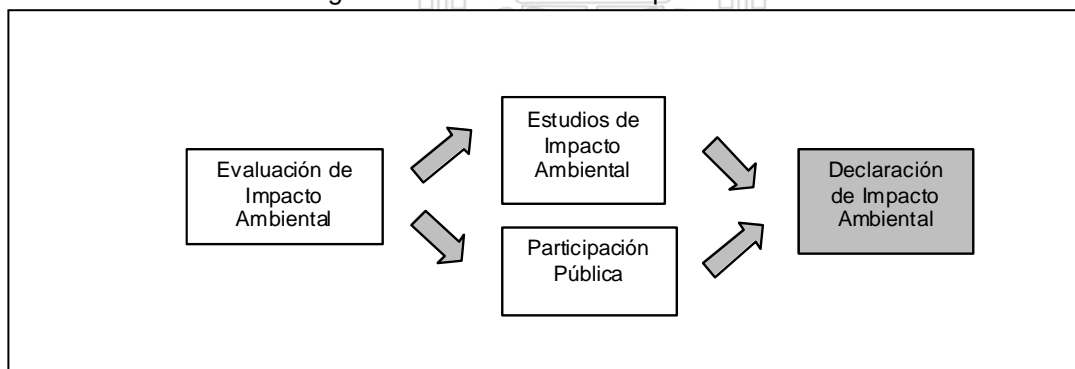 Evaluación de
Impacto
Ambiental
Estudios de
Impacto
Ambiental
Participación
Pública
Declaración
de Impacto
Ambiental